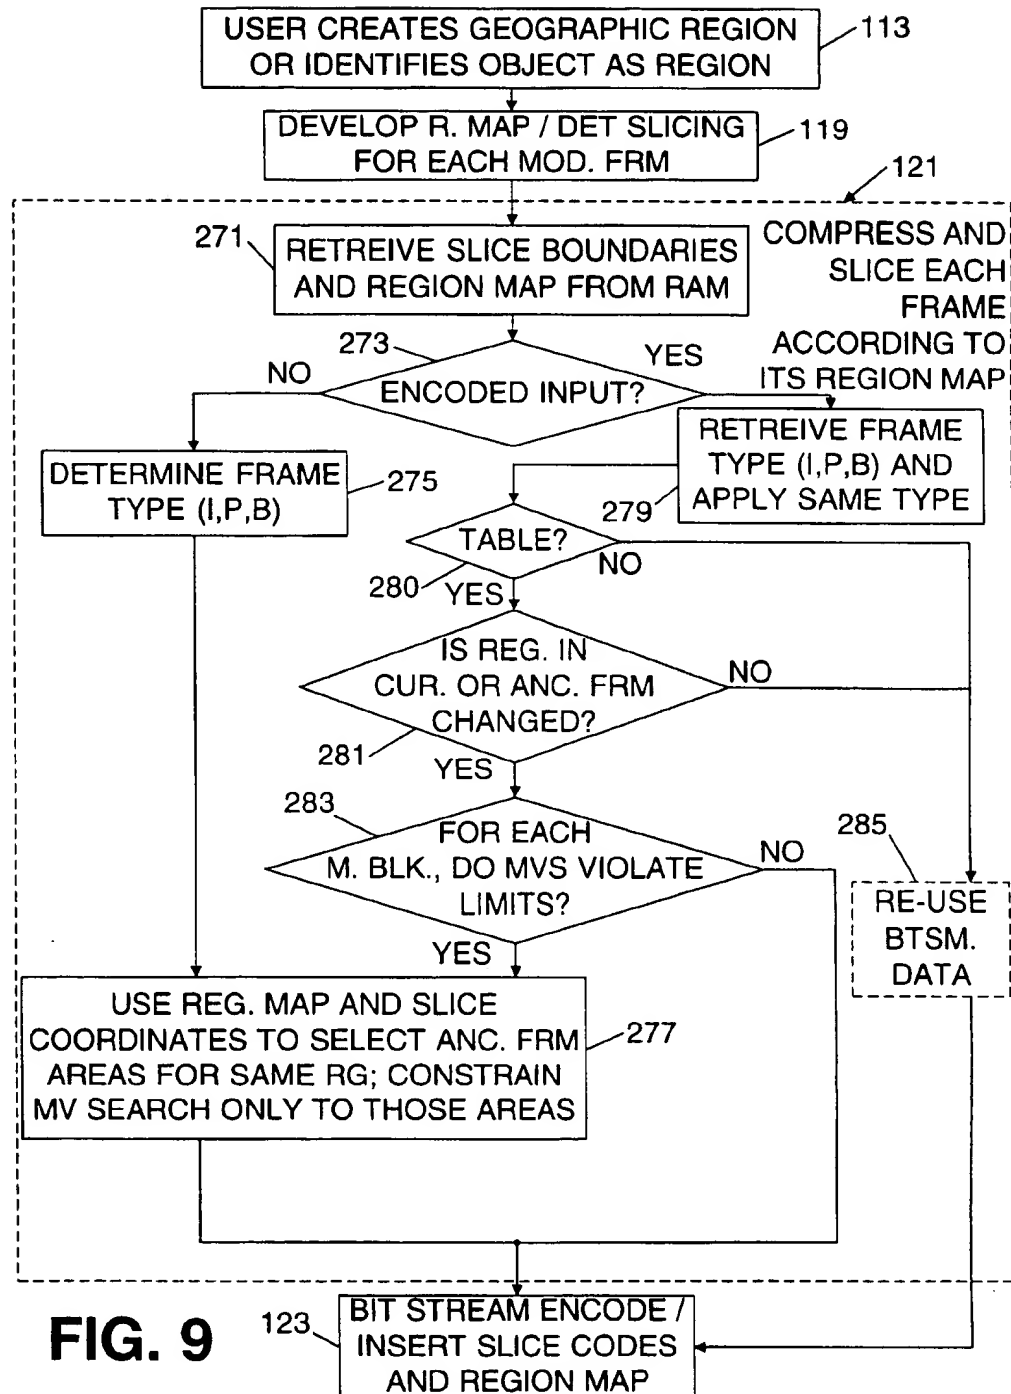 USER CREATES GEOGRAPHIC REGION
OR IDENTIFIES OBJECT AS REGION
113
DEVELOP R. MAP / DET SLICING
FOR EACH MOD. FRM
119
121
COMPRESS AND
SLICE EACH
FRAME
ACCORDING TO
ITS REGION MAP
271
RETREIVE SLICE BOUNDARIES
AND REGION MAP FROM RAM
273
NO
ENCODED INPUT?
YES
DETERMINE FRAME
TYPE (I,P,B)
275
RETREIVE FRAME
TYPE (I,P,B) AND
APPLY SAME TYPE
279
TABLE?
280
NO
YES
IS REG. IN
CUR. OR ANC. FRM
CHANGED?
NO
281
YES
283
FOR EACH
M. BLK., DO MVS VIOLATE
LIMITS?
NO
YES
285
RE-USE
BTSM.
DATA
USE REG. MAP AND SLICE
COORDINATES TO SELECT ANC. FRM
AREAS FOR SAME RG; CONSTRAIN
MV SEARCH ONLY TO THOSE AREAS
277
FIG. 9
123
BIT STREAM ENCODE /
INSERT SLICE CODES
AND REGION MAP